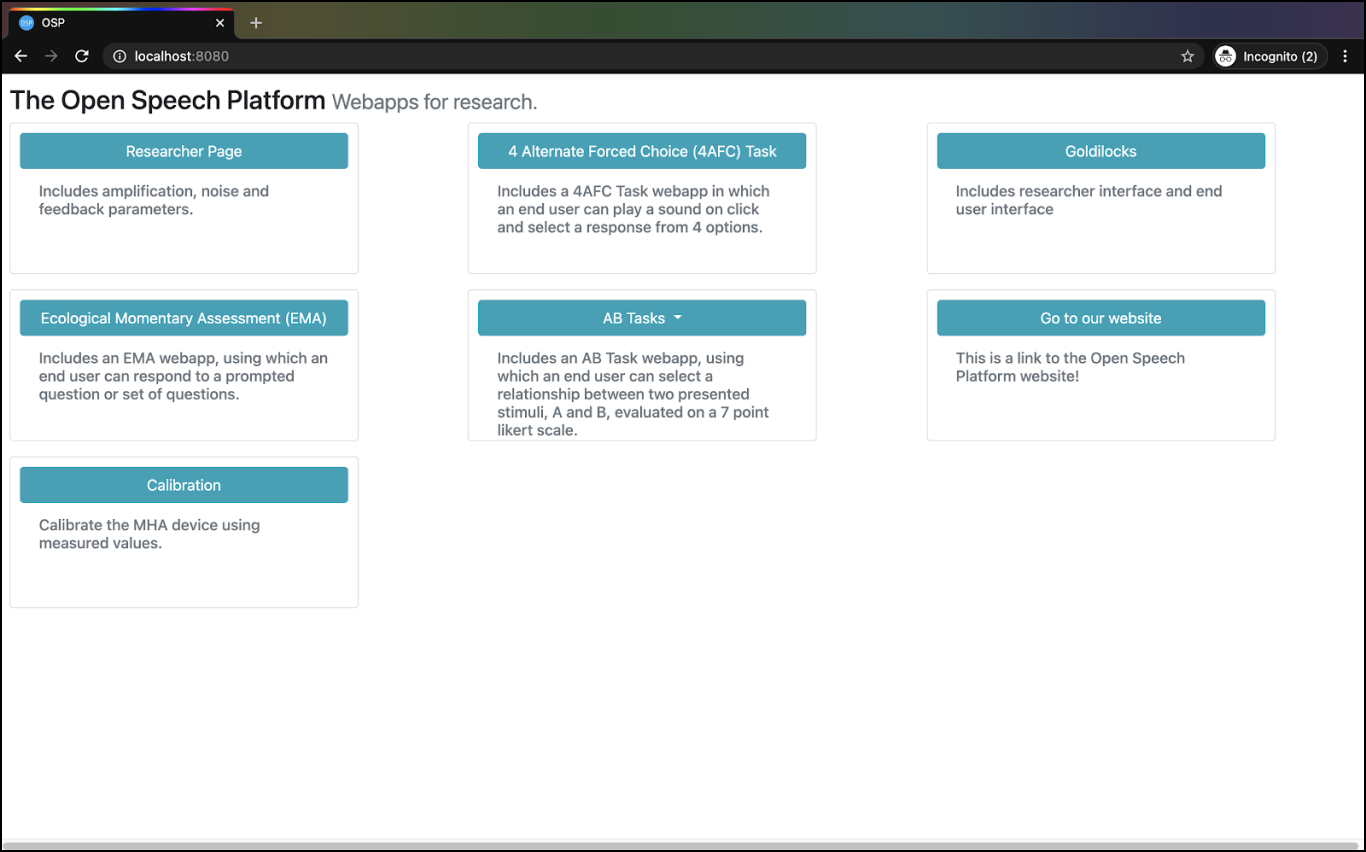 OSP OSP
localhost:8080 Incognito (2)
The Open Speech Platform Webapps for research.
Researcher Page
Includes amplification, noise and
feedback parameters.
4 Alternate Forced Choice (4AFC) Task
Includes a 4AFC Task webapp in which
an end user can play a sound on click
and select a response from 4 options.
Goldilocks
Includes researcher interface and end
user interface
Ecological Momentary Assessment (EMA)
Includes an EMA webapp, using which an
end user can respond to a prompted
question or set of questions.
AB Tasks
Includes an AB Task webapp, using
which an end user can select a
relationship between two presented
stimuli, A and B, evaluated on a 7 point
likert scale.
Go to our website
This is a link to the Open Speech
Platform website!
Calibration
Calibrate the MHA device using
measured values.